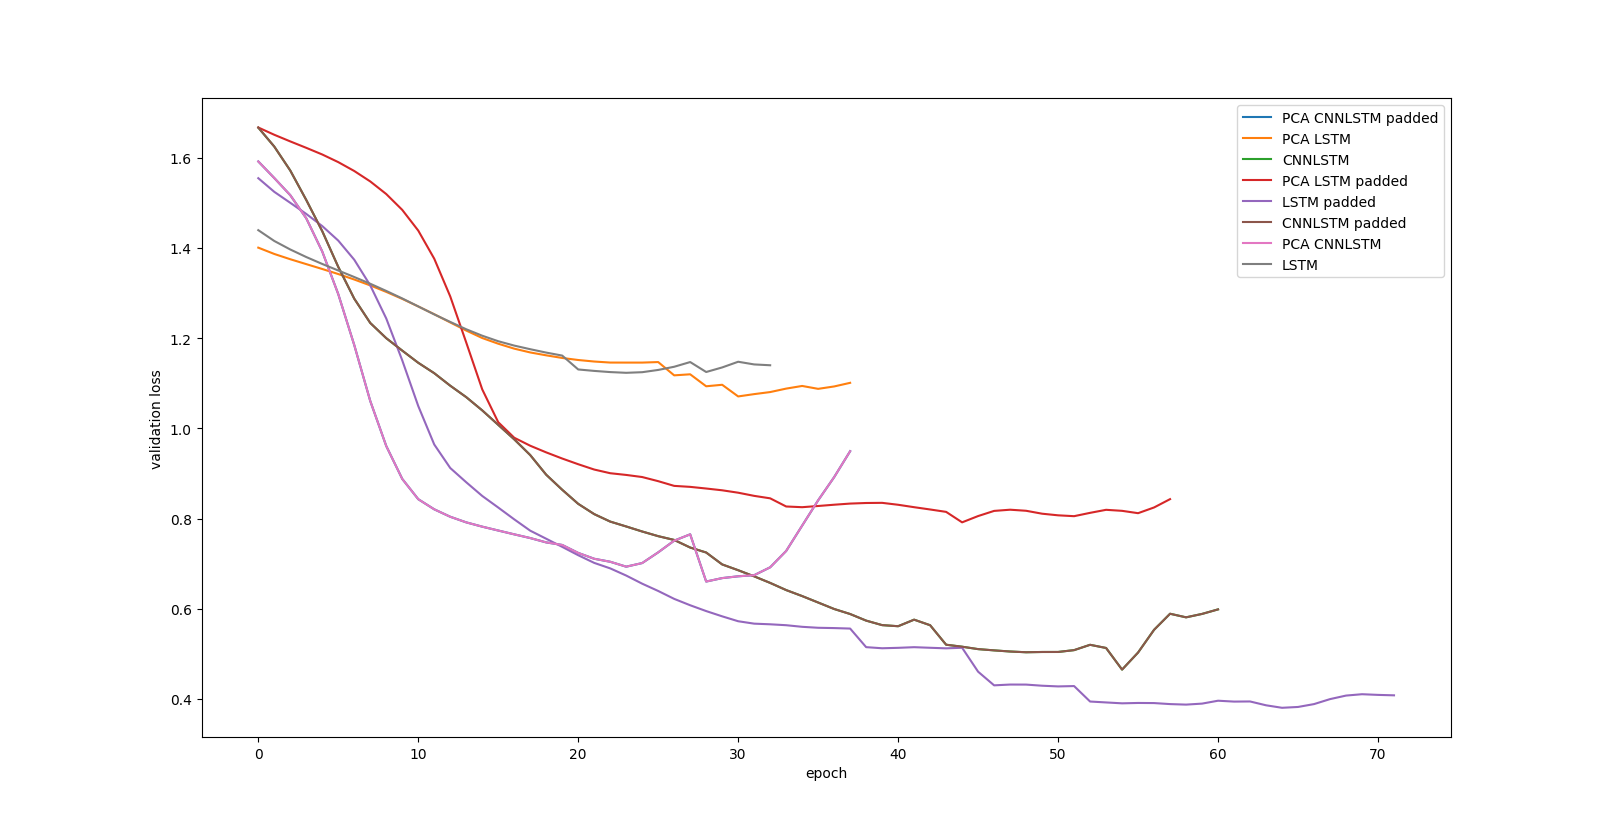 PCA CNNLSTM padded
PCA LSTM
CNNLSTM
PCA LSTM padded
LSTM padded
CNNLSTM padded
PCA CNNLSTM
LSTM
validation loss
1.6
1.4
1.2
1.0
0.8
0.6
0.4
0 10 20 30 40 50 60 70
epoch